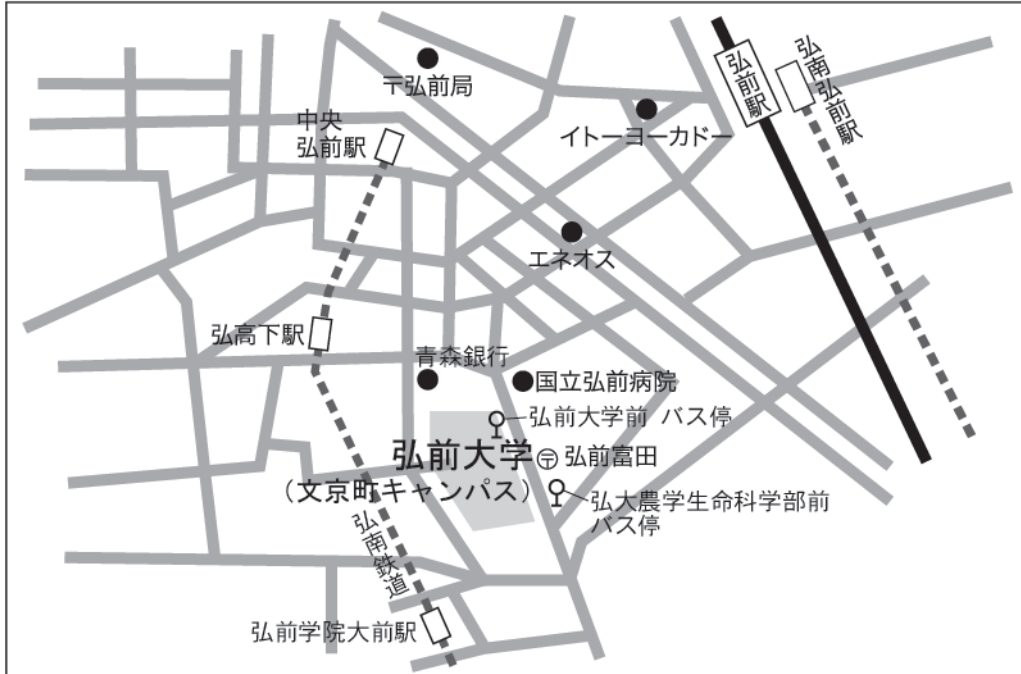 〒弘前局
中央
弘前駅
イトーヨーカドー
弘前駅
弘南弘前駅
エネオス
弘高下駅
青森銀行
国立弘前病院
弘前大学前 バス停
弘前大学
(文京町キャンパス)
〒弘前富田
弘大農学生命科学部前
バス停
弘南鉄道
弘前学院大前駅